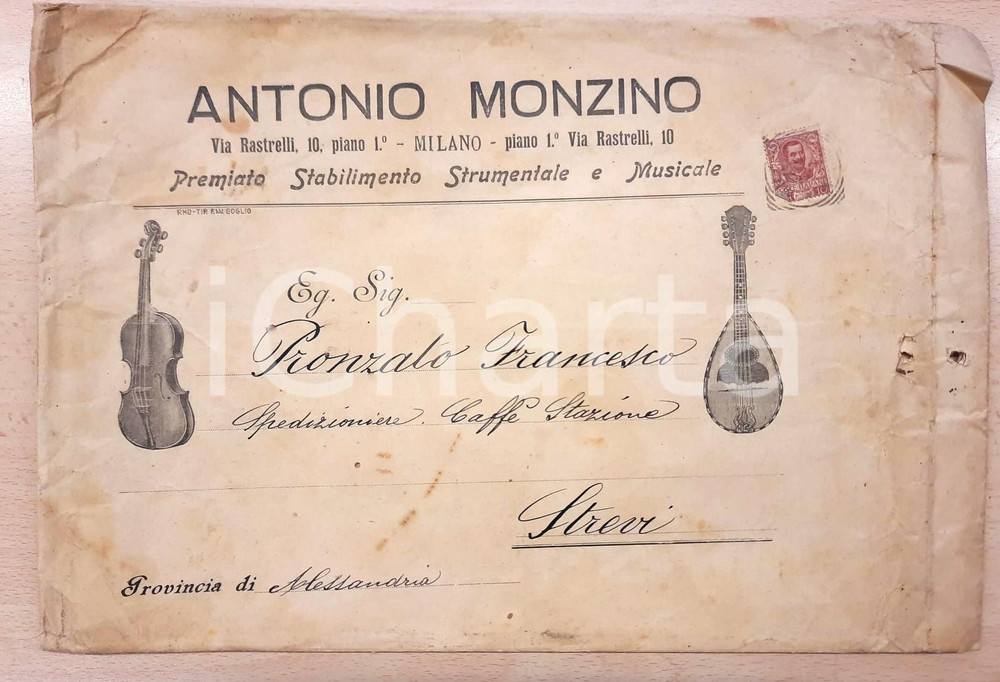 ANTONIO MONZINO
Via Rastrelli, 10, piano 1.º - MILANO - piano 1.º Via Rastrelli, 10
Premiato Stabilimento Strumentale e Musicale
Eg. Sig.
Pronzato Francesco
Spedizioniere. Caffè Stazione
Strevi
Provincia di Alessandria
iCharta